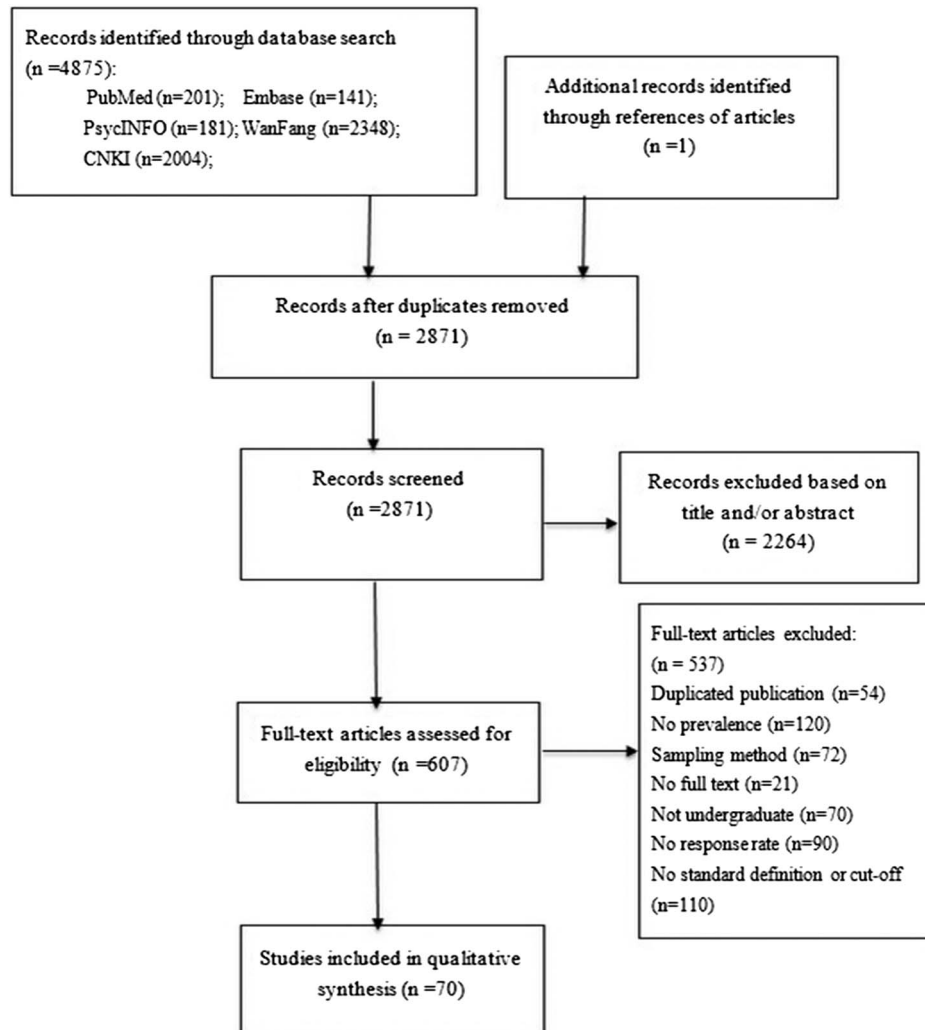 Records identified through database search
(n =4875):
PubMed (n=201); Embase (n=141);
PsycINFO (n=181); WanFang (n=2348);
CNKI (n=2004);
Additional records identified
through references of articles
(n =1)
Records after duplicates removed
(n = 2871)
Records screened
(n =2871)
Records excluded based on
title and/or abstract
(n = 2264)
Full-text articles assessed for
eligibility (n =607)
Full-text articles excluded:
(n = 537)
Duplicated publication (n=54)
No prevalence (n=120)
Sampling method (n=72)
No full text (n=21)
Not undergraduate (n=70)
No response rate (n=90)
No standard definition or cut-off
(n=110)
Studies included in qualitative
synthesis (n =70)